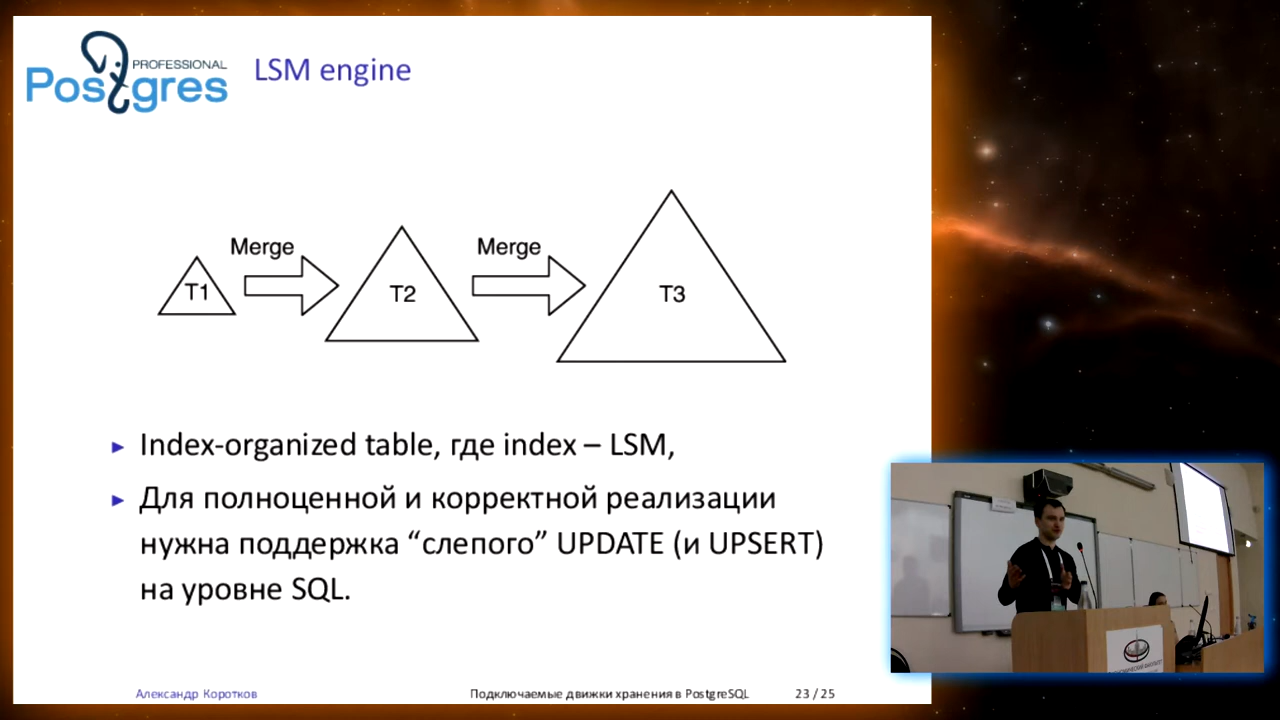 PROFESSIONAL
Postgres
LSM engine
Merge
Merge
T1
T2
T3
► Index-organized table, где index – LSM,
► Для полноценной и корректной реализации
нужна поддержка “слепого” UPDATE (и UPSERT)
на уровне SQL.
Александр Коротков
Подключаемые движки хранения в PostgreSQL
23 / 25